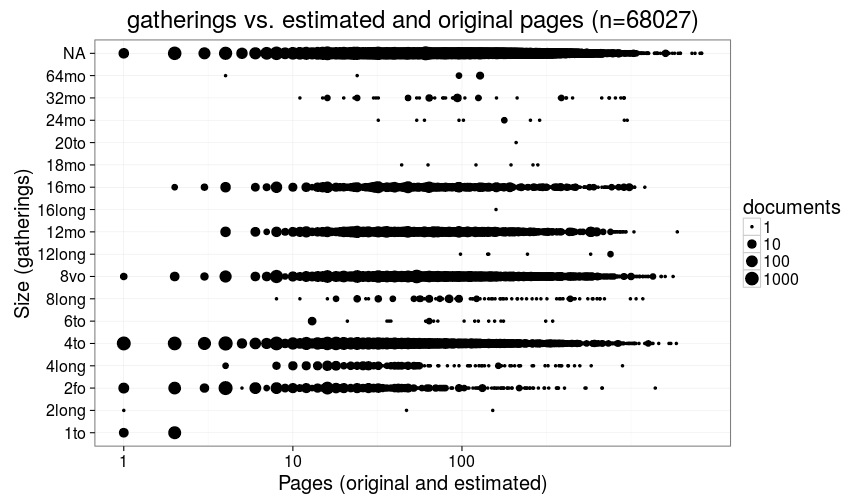 gatherings vs. estimated and original pages (n=68027)
NA
64mo
32mo
24mo
20to
18mo
16mo
16long
12mo
12long
8vo
8long
6to
4to
4long
2fo
2long
1to
Size (gatherings)
1 10 100
Pages (original and estimated)
documents
1
10
100
1000